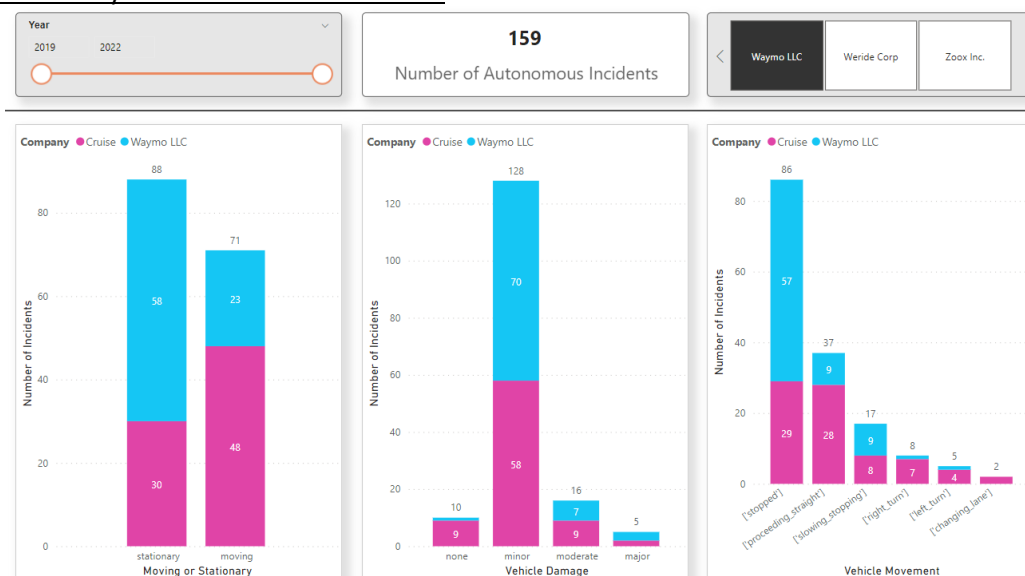 Year
2019 2022
159
Number of Autonomous Incidents
Waymo LLC
Weride Corp
Zoox Inc.
Company Cruise Waymo LLC
88
71
80
60
40
20
0
58
23
30
48
Number of Incidents
stationary moving
Moving or Stationary
Company Cruise Waymo LLC
128
120
100
80
60
40
20
0
70
58
10
9
16
7
9
5
Number of Incidents
none minor moderate major
Vehicle Damage
Company Cruise Waymo LLC
86
80
60
40
20
0
57
29
37
9
28
17
9
8
8
7
5
4
2
Number of Incidents
['stopped']
['proceeding_straight']
['slowing_stopping']
['right_turn']
['left_turn']
['changing_lane']
Vehicle Movement